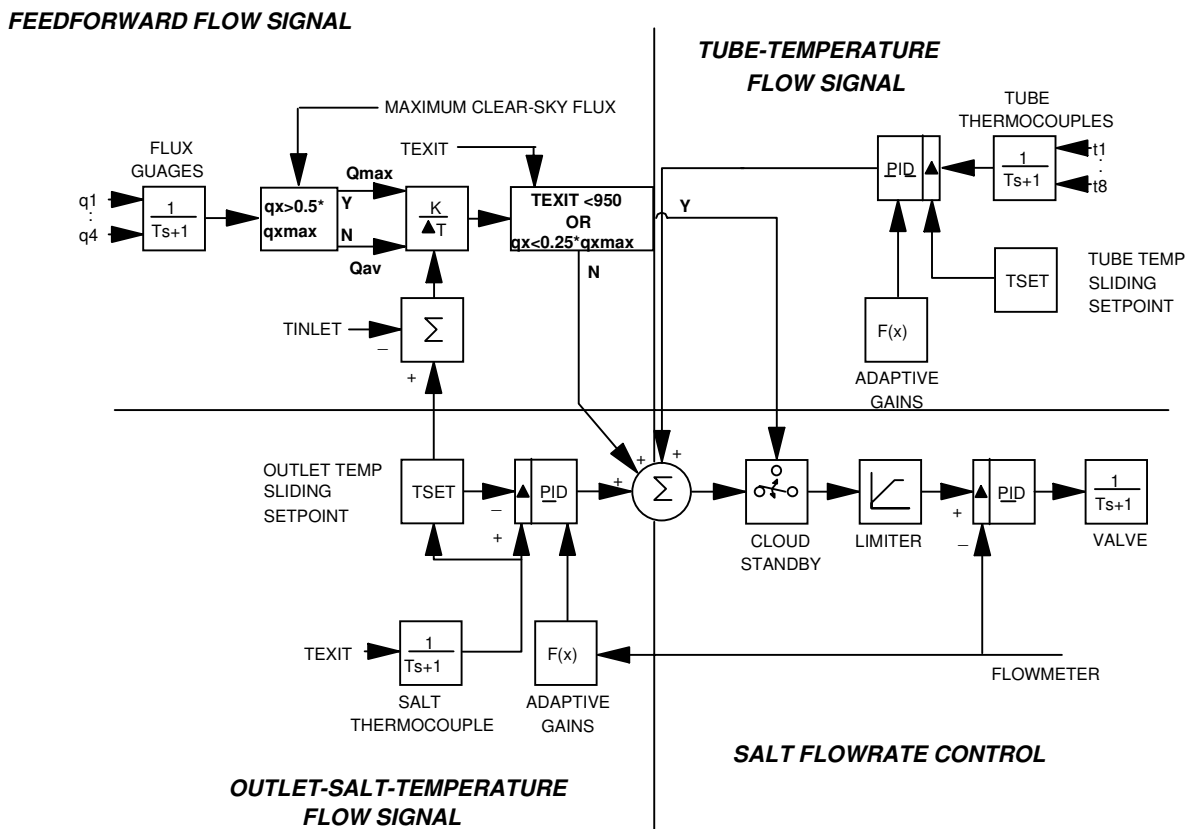 FEEDFORWARD FLOW SIGNAL
TUBE-TEMPERATURE
FLOW SIGNAL
MAXIMUM CLEAR-SKY FLUX
TEXIT
FLUX
GUAGES
q1
:
q4
1
Ts+1
qx>0.5*
qxmax
Qmax
Y
N
Qav
K
▲T
TEXIT <950
OR
qx<0.25*qxmax
Y
N
TINLET
−
Σ
+
TUBE
THERMOCOUPLES
t1
:
t8
1
Ts+1
PID
▲
TSET
TUBE TEMP
SLIDING
SETPOINT
F(x)
ADAPTIVE
GAINS
OUTLET TEMP
SLIDING
SETPOINT
TSET
−
+
▲
PID
+
+
+
Σ
CLOUD
STANDBY
LIMITER
+
−
▲
PID
1
Ts+1
VALVE
TEXIT
1
Ts+1
SALT
THERMOCOUPLE
F(x)
ADAPTIVE
GAINS
FLOWMETER
SALT FLOWRATE CONTROL
OUTLET-SALT-TEMPERATURE
FLOW SIGNAL